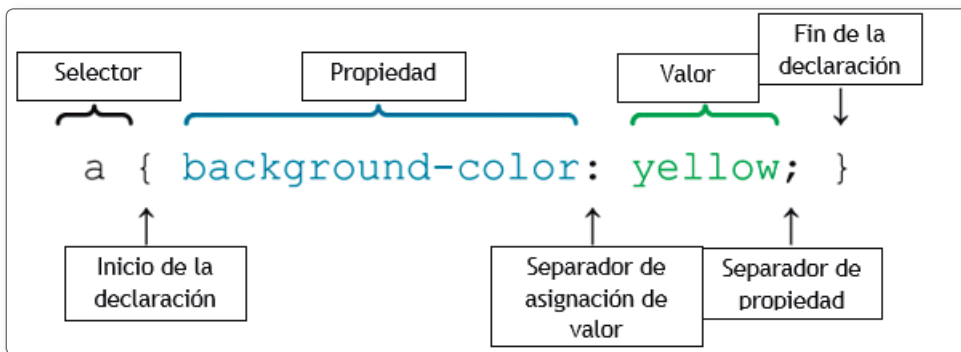 Selector
Propiedad
Valor
Fin de la
declaración
a { background-color: yellow; }
Inicio de la
declaración
Separador de
asignación de
valor
Separador de
propiedad